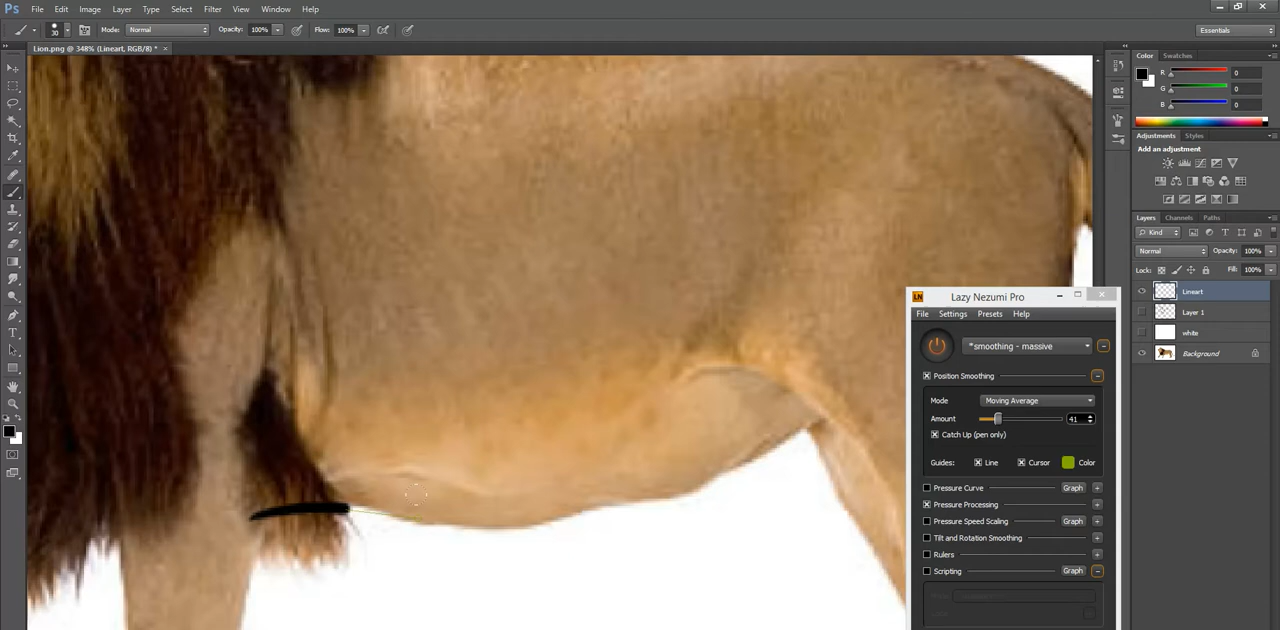 Ps File Edit Image Layer Type Select Filter View Window Help
30 Mode: Normal Opacity: 100% Flow: 100% Essentials
Lion.png @ 348% (Lineart, RGB/8) * ×
Color Swatches
R 0
G 0
B 0
Adjustments Styles
Add an adjustment
Layers Channels Paths
Kind
Normal Opacity: 100%
Lock: Fill: 100%
Lineart
Layer 1
white
Background
LN Lazy Nezumi Pro
File Settings Presets Help
*smoothing - massive
Position Smoothing
Mode Moving Average
Amount 41
Catch Up (pen only)
Guides: Line Cursor Color
Pressure Curve Graph
Pressure Processing
Pressure Speed Scaling Graph
Tilt and Rotation Smoothing
Rulers
Scripting Graph